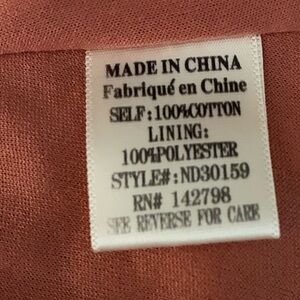 MADE IN CHINA
Fabriqué en Chine
SELF: 100%COTTON
LINING:
100%POLYESTER
STYLE#: ND30159
RN# 142798
SEE REVERSE FOR CARE